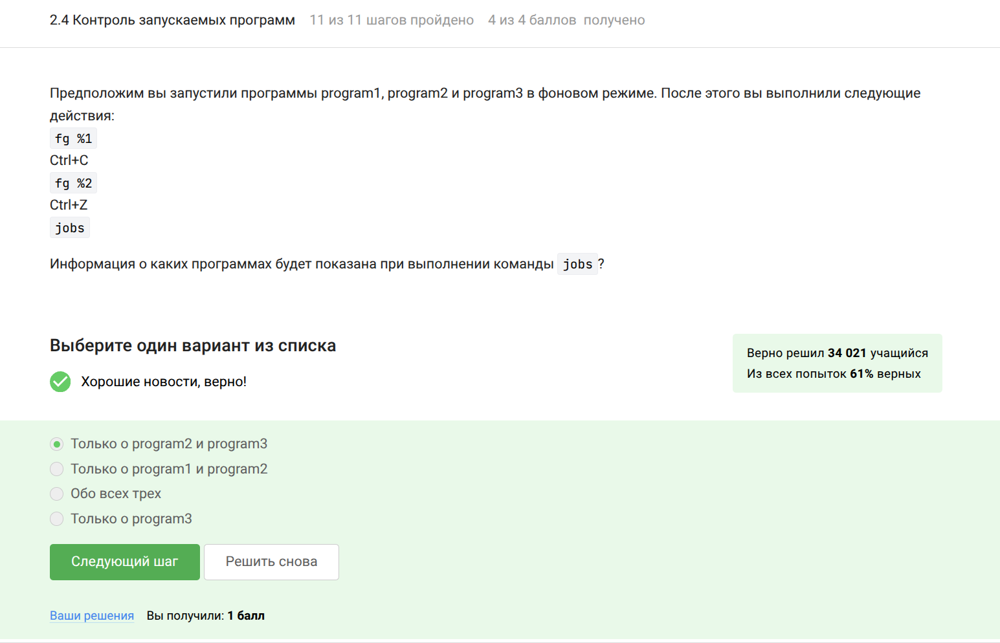 2.4 Контроль запускаемых программ 11 из 11 шагов пройдено 4 из 4 баллов получено
Предположим вы запустили программы program1, program2 и program3 в фоновом режиме. После этого вы выполнили следующие
действия:
fg %1
Ctrl+C
fg %2
Ctrl+Z
jobs
Информация о каких программах будет показана при выполнении команды jobs?
Выберите один вариант из списка
Верно решил 34 021 учащийся
Из всех попыток 61% верных
Хорошие новости, верно!
Только о program2 и program3
Только о program1 и program2
Обо всех трех
Только о program3
Следующий шаг Решить снова
Ваши решения Вы получили: 1 балл